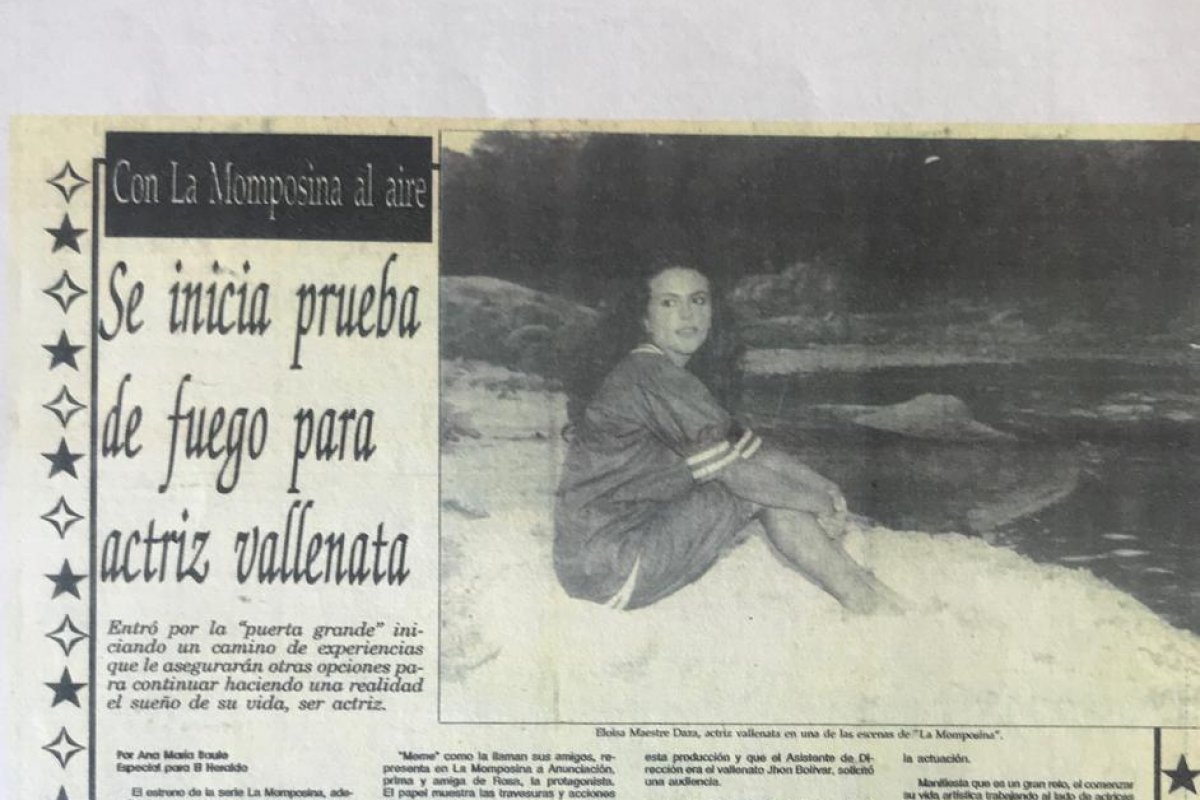 Con La Momposina al aire
Se inicia prueba
de fuego para
actriz vallenata
Entró por la "puerta grande" ini-
ciando un camino de experiencias
que le asegurarán otras opciones pa-
ra continuar haciendo una realidad
el sueño de su vida, ser actriz.
Eloísa Maestre Daza, actriz vallenata en una de las escenas de "La Momposina".
Por Ana María
Especial para El Heraldo
El estreno de la serie La Momposina, ade-
"Meme" como la llaman sus amigos, re-
presenta en La Momposina a Anunciación,
prima y amiga de Rosa, la protagonista.
El papel muestra las travesuras y acciones
esta producción y que el Asistente de Di-
rección era el vallenato Jhon Bolívar, solicitó
una audiencia.
la actuación.
Manifiesta que es un gran reto, el comenzar
su vida artística trabajando al lado de actrices